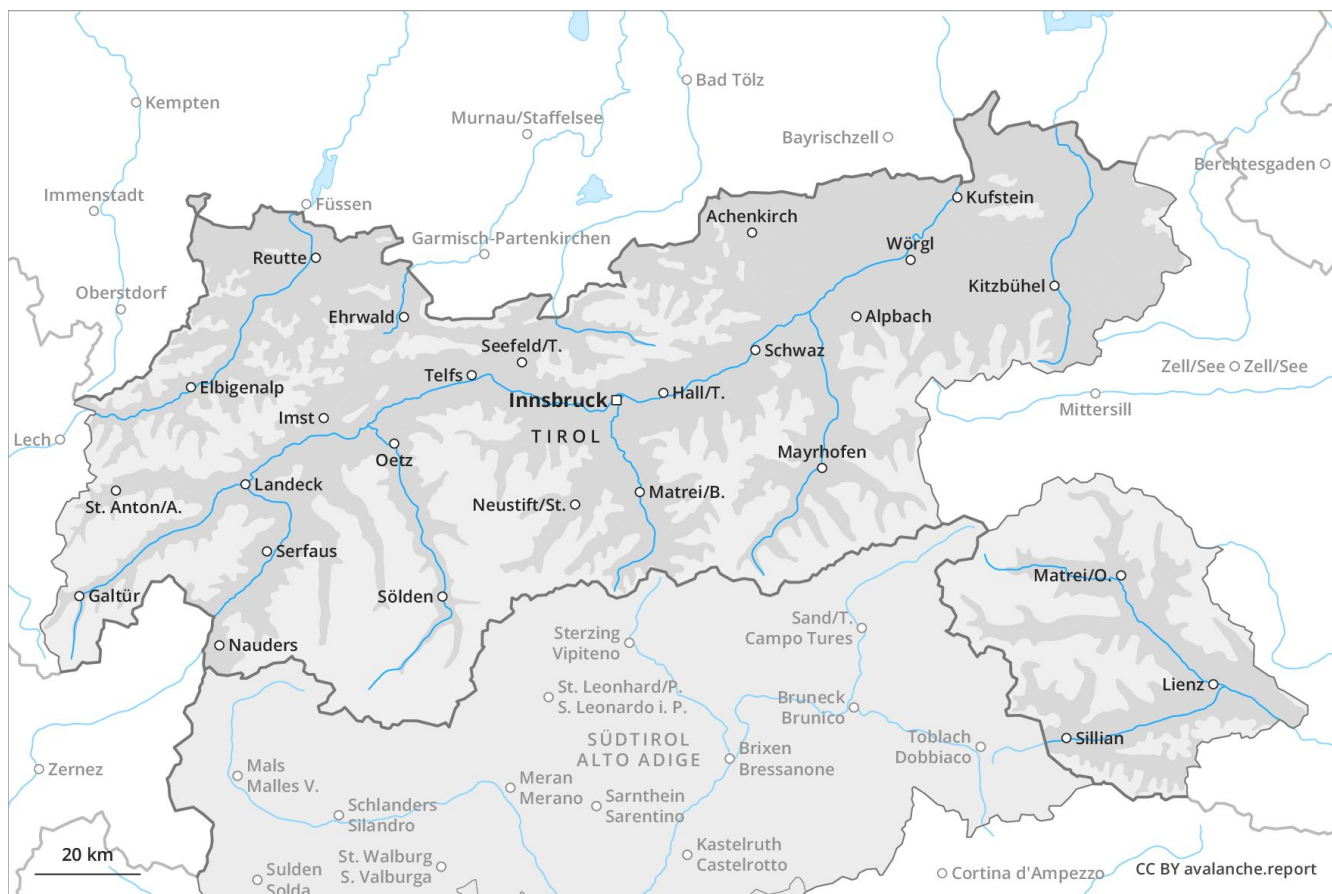 Kempten
Bad Tölz
Murnau/Staffelsee
Bayrischzell
Berchtesgaden
Immenstadt
Füssen
Kufstein
Achenkirch
Garmisch-Partenkirchen
Wörgl
Reutte
Kitzbühel
Oberstdorf
Ehrwald
Alpbach
Seefeld/T.
Schwaz
Telfs
Zell/See
Zell/See
Elbigenalp
Innsbruck
Hall/T.
Mittersill
Imst
TIROL
Lech
Oetz
Mayrhofen
Landeck
St. Anton/A.
Neustift/St.
Matrei/B.
Serfaus
Matrei/O.
Galtür
Sölden
Sand/T.
Campo Tures
Sterzing
Vipiteno
Nauders
Lienz
St. Leonhard/P.
S. Leonardo i. P.
Bruneck
Brunico
SÜDTIROL
ALTO ADIGE
Sillian
Toblach
Dobbiaco
Brixen
Bressanone
Zernez
Mals
Malles V.
Meran
Merano
Sarnthein
Sarentino
Schlanders
Silandro
Kastelruth
Castelrotto
20 km
St. Walburg
S. Valburga
Sulden
Solda
Cortina d'Ampezzo
CC BY avalanche.report